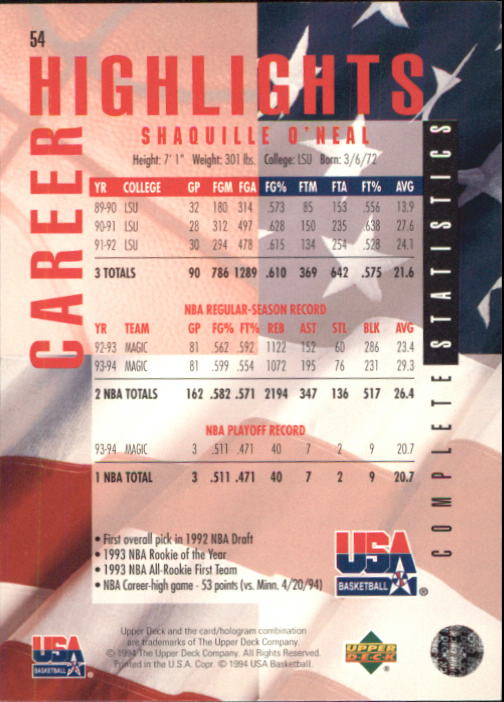 54
CAREER
HIGHLIGHTS
COMPLETE STATISTICS
SHAQUILLE O'NEAL
Height: 7' 1" Weight: 301 lbs. College: LSU Born: 3/6/72
YR COLLEGE GP FGM FGA FG% FTM FTA FT% AVG
89-90 LSU 32 180 314 .573 85 153 .556 13.9
90-91 LSU 28 312 497 .628 150 235 .638 27.6
91-92 LSU 30 294 478 .615 134 254 .528 24.1
3 TOTALS 90 786 1289 .610 369 642 .575 21.6
NBA REGULAR-SEASON RECORD
YR TEAM GP FG% FT% REB AST STL BLK AVG
92-93 MAGIC 81 .562 .592 1122 152 60 286 23.4
93-94 MAGIC 81 .599 .554 1072 195 76 231 29.3
2 NBA TOTALS 162 .582 .571 2194 347 136 517 26.4
NBA PLAYOFF RECORD
93-94 MAGIC 3 .511 .471 40 7 2 9 20.7
1 NBA TOTAL 3 .511 .471 40 7 2 9 20.7
• First overall pick in 1992 NBA Draft
• 1993 NBA Rookie of the Year
• 1993 NBA All-Rookie First Team
• NBA Career-high game - 53 points (vs. Minn. 4/20/94)
USA
BASKETBALL ®
USA
BASKETBALL ®
Upper Deck and the card/hologram combination
are trademarks of The Upper Deck Company.
© 1994 The Upper Deck Company. All Rights Reserved.
Printed in the U.S.A. Copr. © 1994 USA Basketball.
UPPER
DECK ®